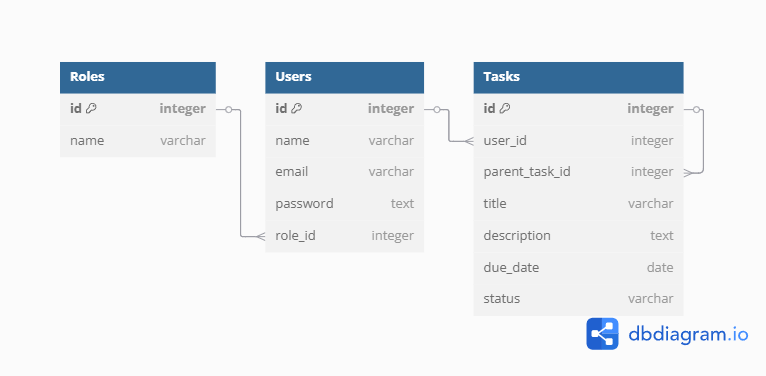 Roles
id integer
name varchar
Users
id integer
name varchar
email varchar
password text
role_id integer
Tasks
id integer
user_id integer
parent_task_id integer
title varchar
description text
due_date date
status varchar
dbdiagram.io